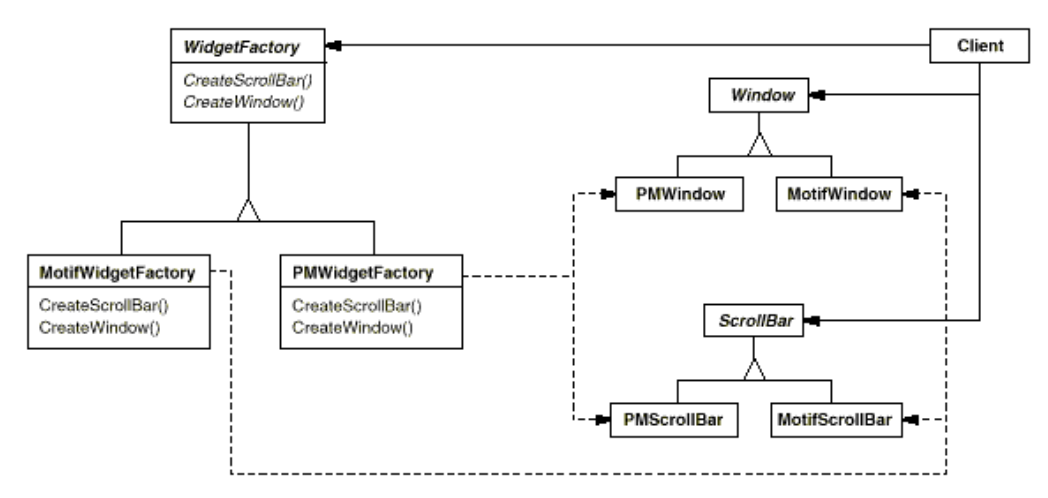 WidgetFactory
CreateScrollBar()
CreateWindow()
Client
Window
PMWindow
MotifWindow
MotifWidgetFactory
CreateScrollBar()
CreateWindow()
PMWidgetFactory
CreateScrollBar()
CreateWindow()
ScrollBar
PMScrollBar
MotifScrollBar